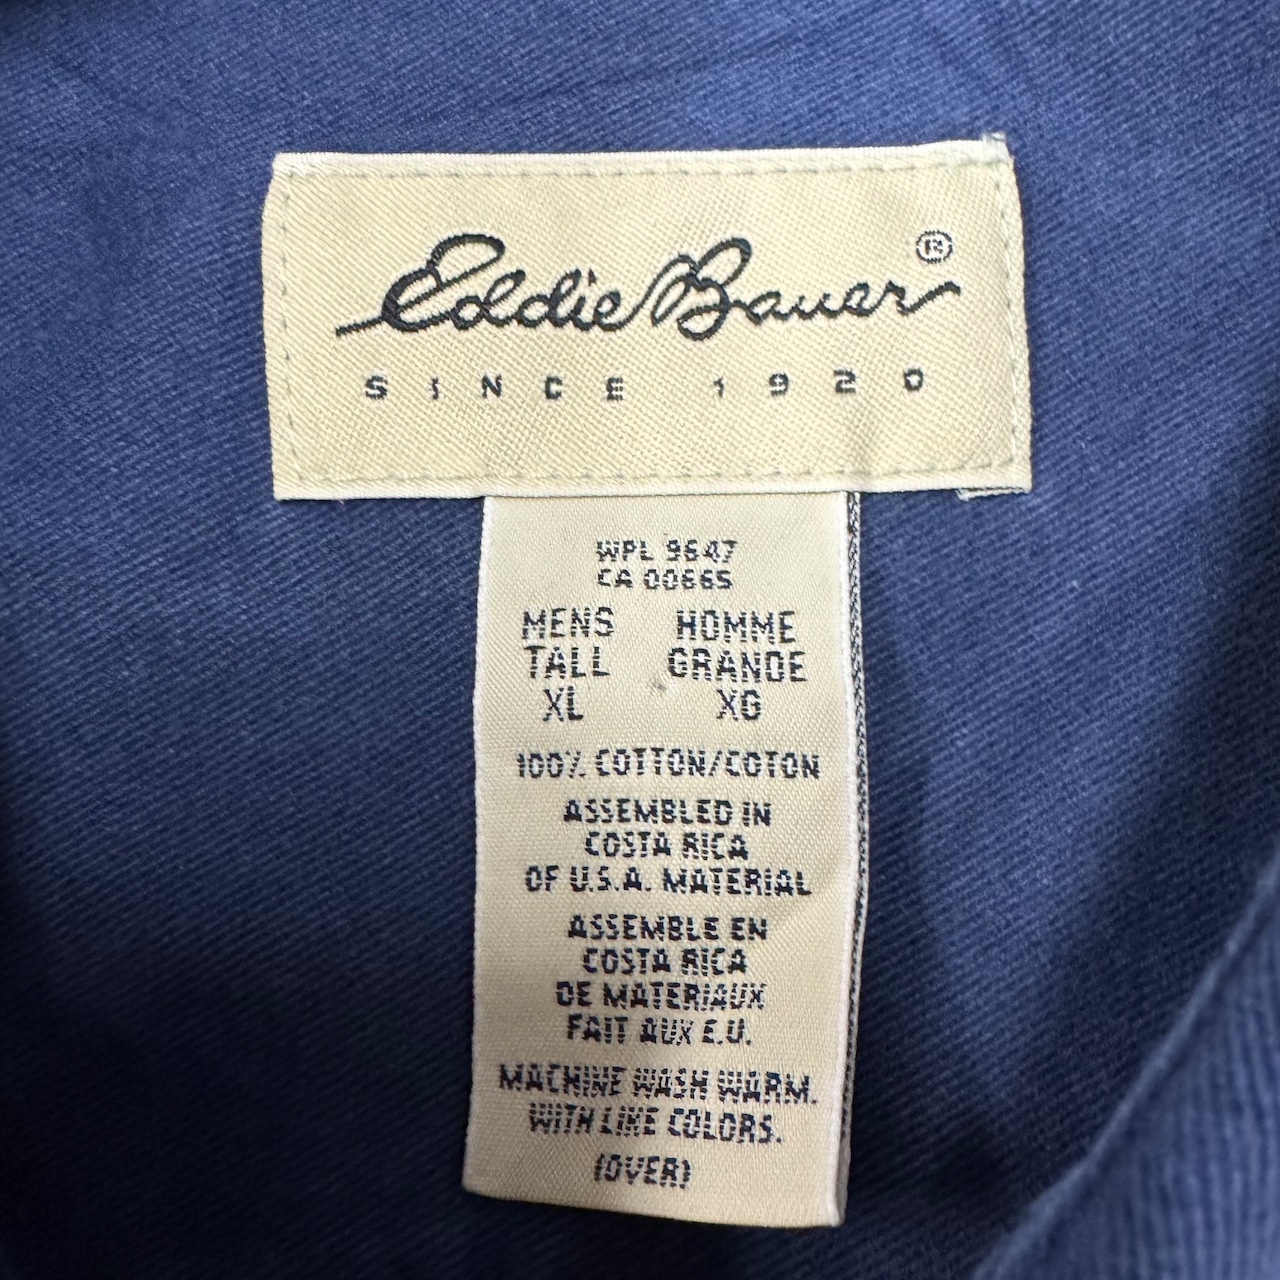 Eddie Bauer®
SINCE 1920
WPL 9647
CA 00665
MENS HOMME
TALL GRANDE
XL XG
100% COTTON/COTON
ASSEMBLED IN
COSTA RICA
OF U.S.A. MATERIAL
ASSEMBLE EN
COSTA RICA
DE MATERIAUX
FAIT AUX E.U.
MACHINE WASH WARM.
WITH LIKE COLORS.
(OVER)